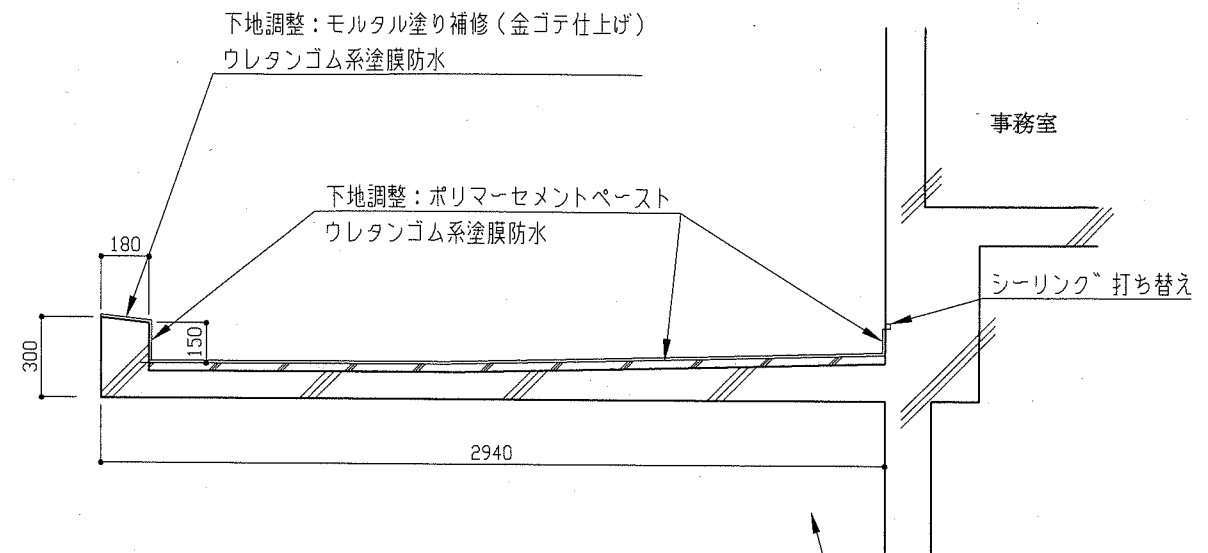 下地調整：モルタル塗り補修（金ゴテ仕上げ）
ウレタンゴム系塗膜防水
事務室
下地調整：ポリマーセメントペースト
ウレタンゴム系塗膜防水
180
シーリング゛打ち替え
150
300
2940